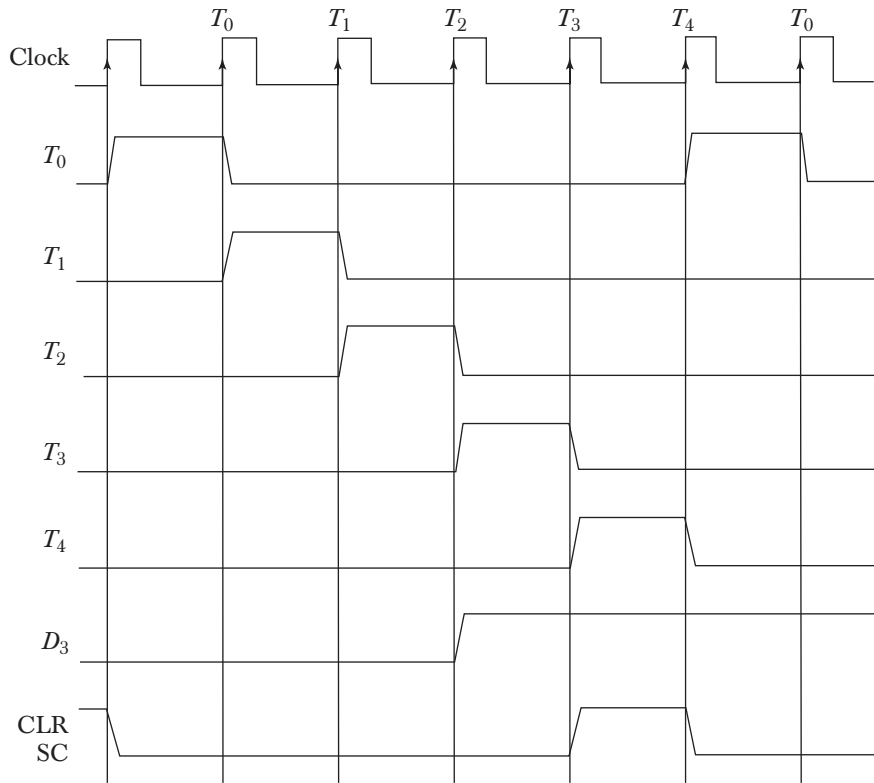 T₀ T₁ T₂ T₃ T₄ T₀
Clock
T₀
T₁
T₂
T₃
T₄
D₃
CLR
SC